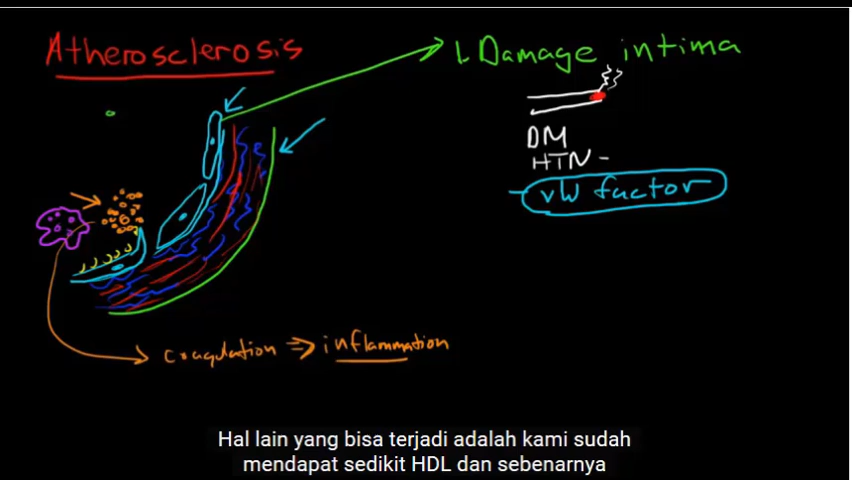 Atherosclerosis
1. Damage intima
DM
HTN -
vW factor
coagulation ⇒ inflammation
Hal lain yang bisa terjadi adalah kami sudah
mendapat sedikit HDL dan sebenarnya